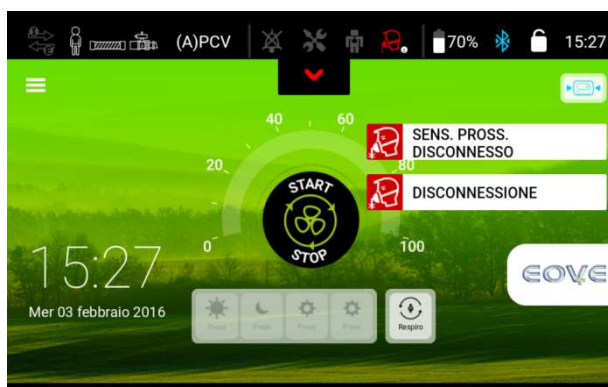 (A)PCV
70%
15:27
40
60
SENS. PROSS.
DISCONNESSO
20
80
START
DISCONNESSIONE
0
STOP
100
15:27
EOVE
Mer 03 febbraio 2016
Respiro